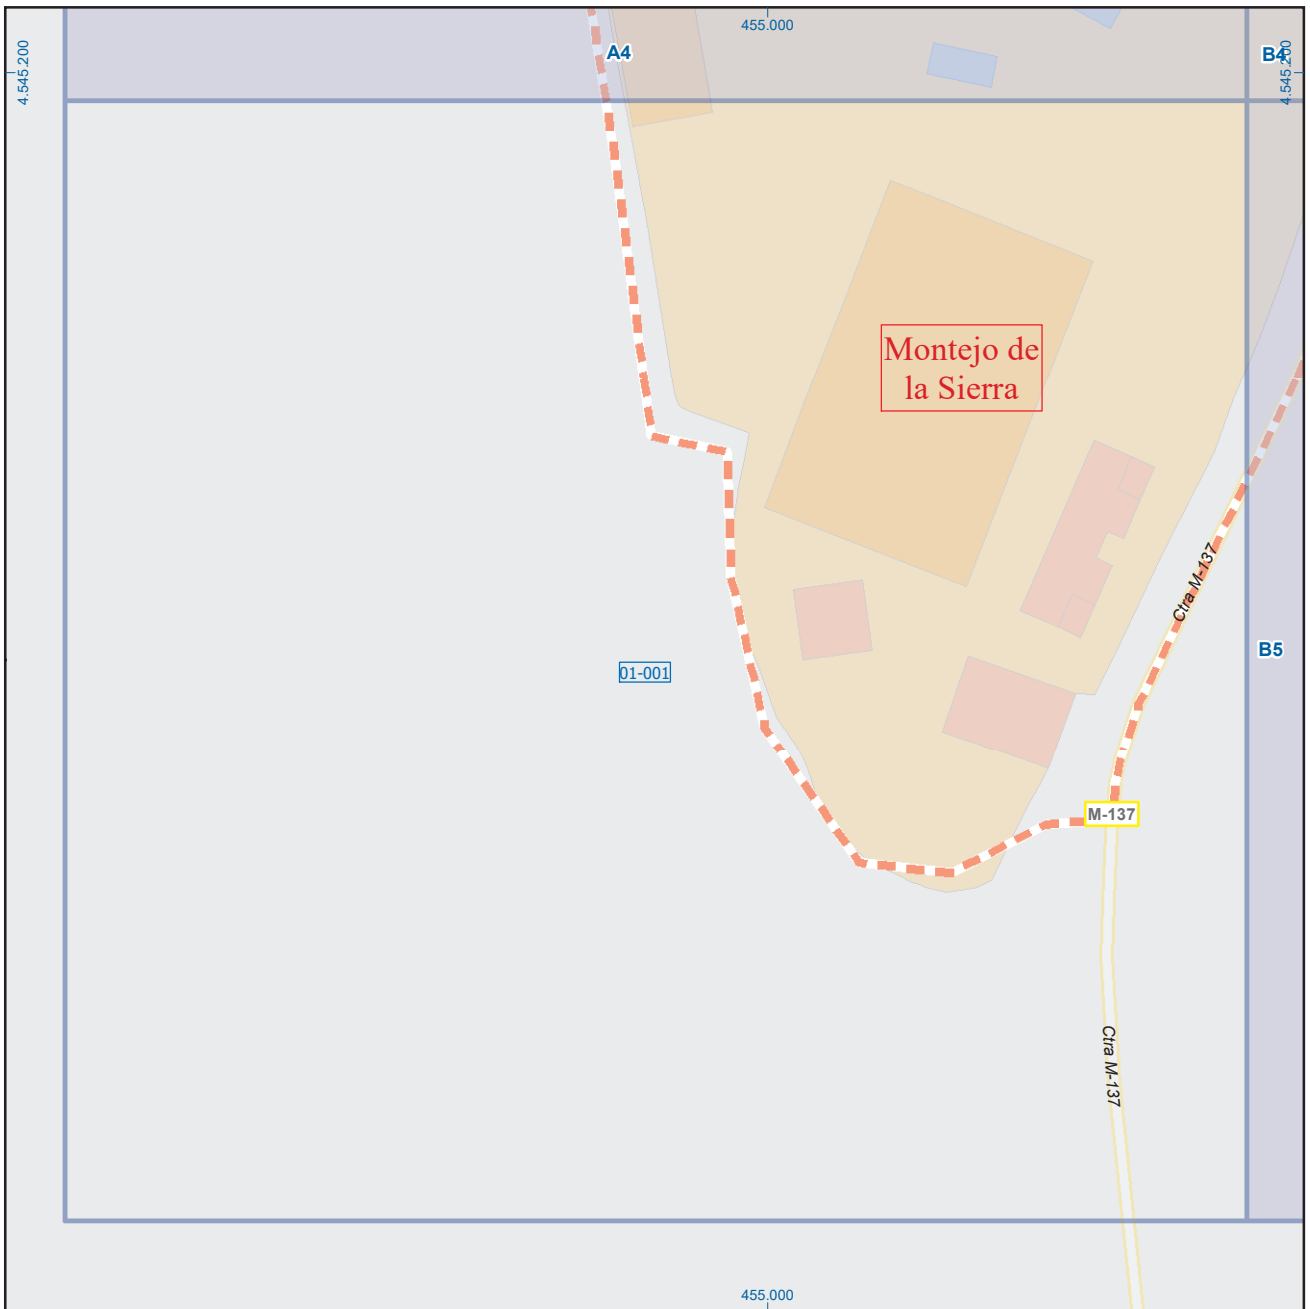 455.000
A4
B4
4.545.200
4.545.200
Montejo de
la Sierra
Ctra M-137
B5
01-001
M-137
Ctra M-137
455.000